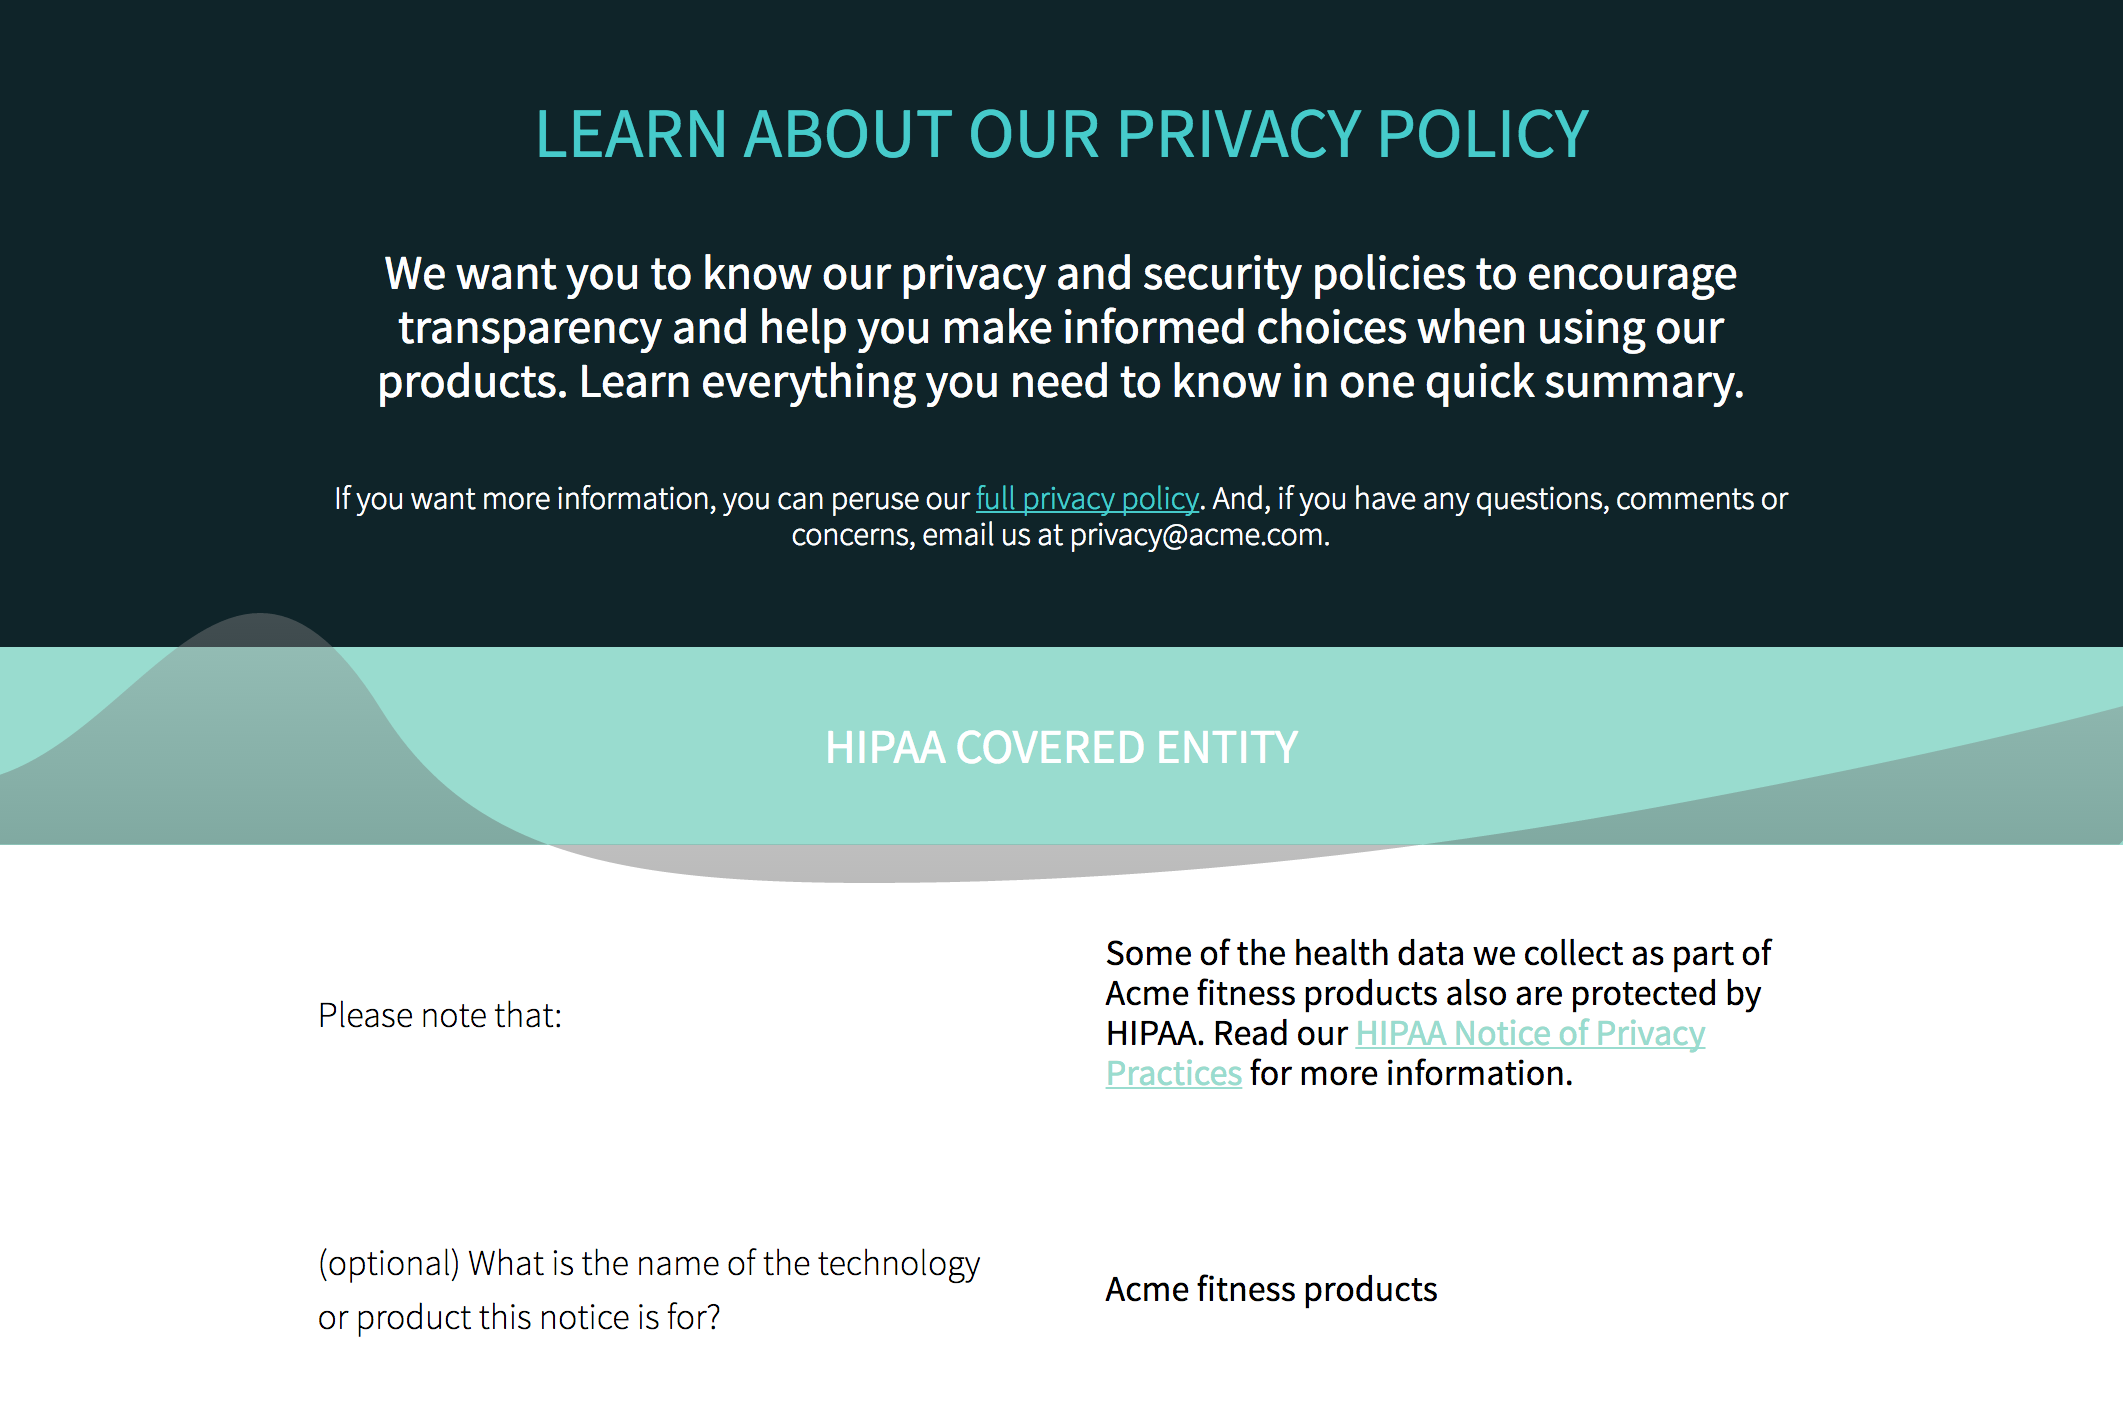 LEARN ABOUT OUR PRIVACY POLICY
We want you to know our privacy and security policies to encourage
transparency and help you make informed choices when using our
products. Learn everything you need to know in one quick summary.
If you want more information, you can peruse our full privacy policy. And, if you have any questions, comments or
concerns, email us at privacy@acme.com.
HIPAA COVERED ENTITY
Please note that:
Some of the health data we collect as part of
Acme fitness products also are protected by
HIPAA. Read our HIPAA Notice of Privacy
Practices for more information.
(optional) What is the name of the technology
or product this notice is for?
Acme fitness products